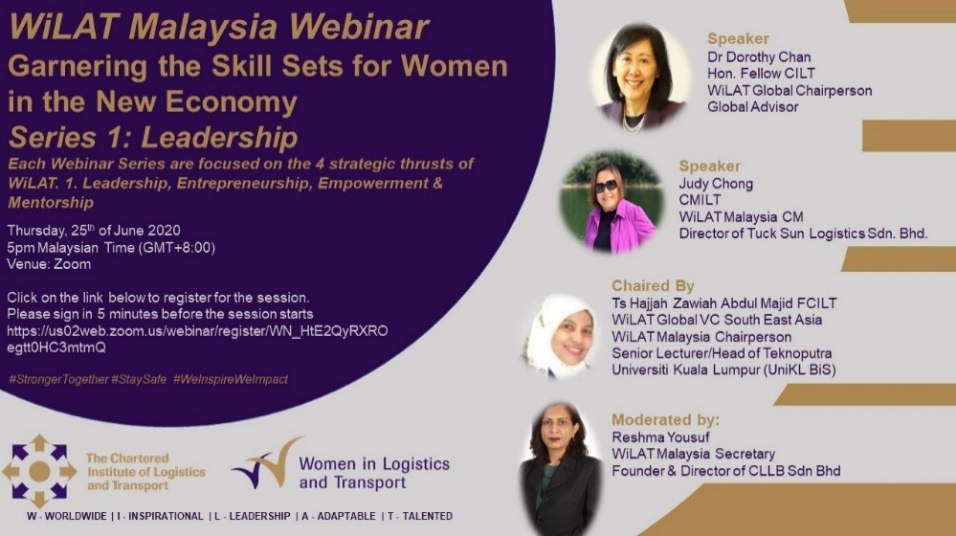 WiLAT Malaysia Webinar
Garnering the Skill Sets for Women
in the New Economy
Series 1: Leadership
Each Webinar Series are focused on the 4 strategic thrusts of
WiLAT. 1. Leadership, Entrepreneurship, Empowerment &
Mentorship
Thursday, 25th of June 2020
5pm Malaysian Time (GMT+8:00)
Venue: Zoom
Click on the link below to register for the session.
Please sign in 5 minutes before the session starts
https://us02web.zoom.us/webinar/register/WN_HtE2QyRXRO
egtt0HC3mtmQ
#StrongerTogether #StaySafe #WeInspireWeImpact
The Chartered
Institute of Logistics
and Transport
Women in Logistics
and Transport
W - WORLDWIDE | I - INSPIRATIONAL | L - LEADERSHIP | A - ADAPTABLE | T - TALENTED
Speaker
Dr Dorothy Chan
Hon. Fellow CILT
WiLAT Global Chairperson
Global Advisor
Speaker
Judy Chong
CMILT
WiLAT Malaysia CM
Director of Tuck Sun Logistics Sdn. Bhd.
Chaired By
Ts Hajjah Zawiah Abdul Majid FCILT
WiLAT Global VC South East Asia
WiLAT Malaysia Chairperson
Senior Lecturer/Head of Teknoputra
Universiti Kuala Lumpur (UniKL BiS)
Moderated by:
Reshma Yousuf
WiLAT Malaysia Secretary
Founder & Director of CLLB Sdn Bhd